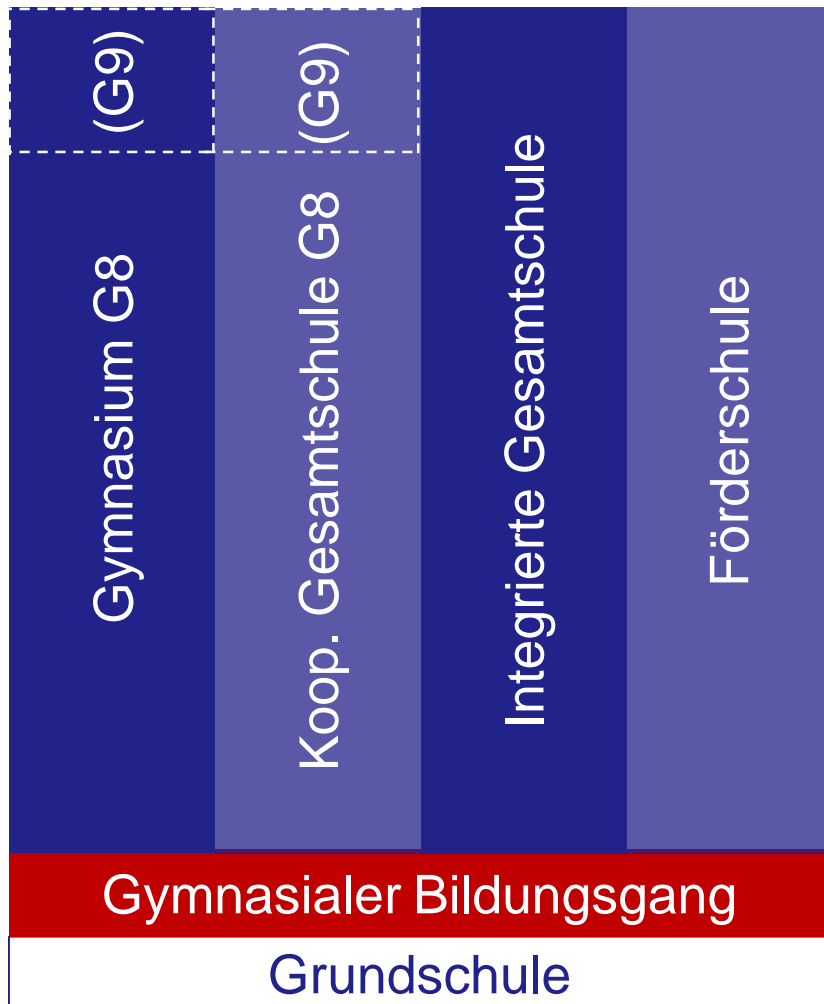 (G9)
Gymnasium G8
(G9)
Koop. Gesamtschule G8
Integrierte Gesamtschule
Förderschule
Gymnasialer Bildungsgang
Grundschule